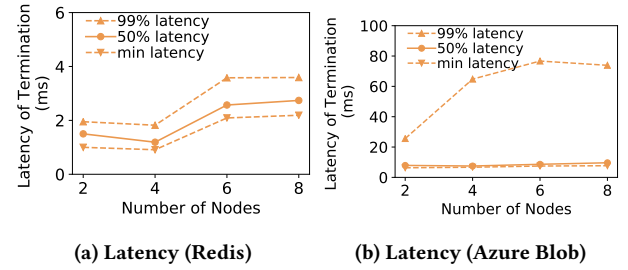 Latency of Termination
(ms)
6
4
2
0
99% latency
50% latency
min latency
2 4 6 8
Number of Nodes
(a) Latency (Redis)
Latency of Termination
(ms)
100
80
60
40
20
0
99% latency
50% latency
min latency
2 4 6 8
Number of Nodes
(b) Latency (Azure Blob)